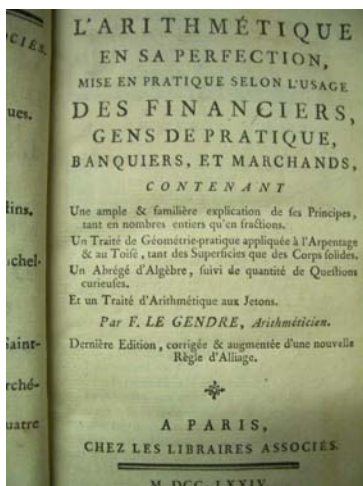 L'ARITHMÉTIQUE
EN SA PERFECTION,
MISE EN PRATIQUE SELON L'USAGE
DES FINANCIERS,
GENS DE PRATIQUE,
BANQUIERS, ET MARCHANDS,
CONTENANT
Une ample & familière explication de ſes Principes,
tant en nombres entiers qu'en fractions.
Un Traité de Géométrie-pratique appliquée à l'Arpentage
& au Toiſé, tant des Superficies que des Corps ſolides.
Un Abrégé d'Algèbre, ſuivi de quantité de Queſtions
curieuſes.
Et un Traité d'Arithmétique aux Jetons.
Par F. LE GENDRE, Arithméticien.
Dernière Edition, corrigée & augmentée d'une nouvelle
Règle d'Alliage.
A PARIS,
CHEZ LES LIBRAIRES ASSOCIÉS.
M. DCC. LXXIV.
OCIÉS.
ques.
lins.
chel-
Saint-
rché-
uatre